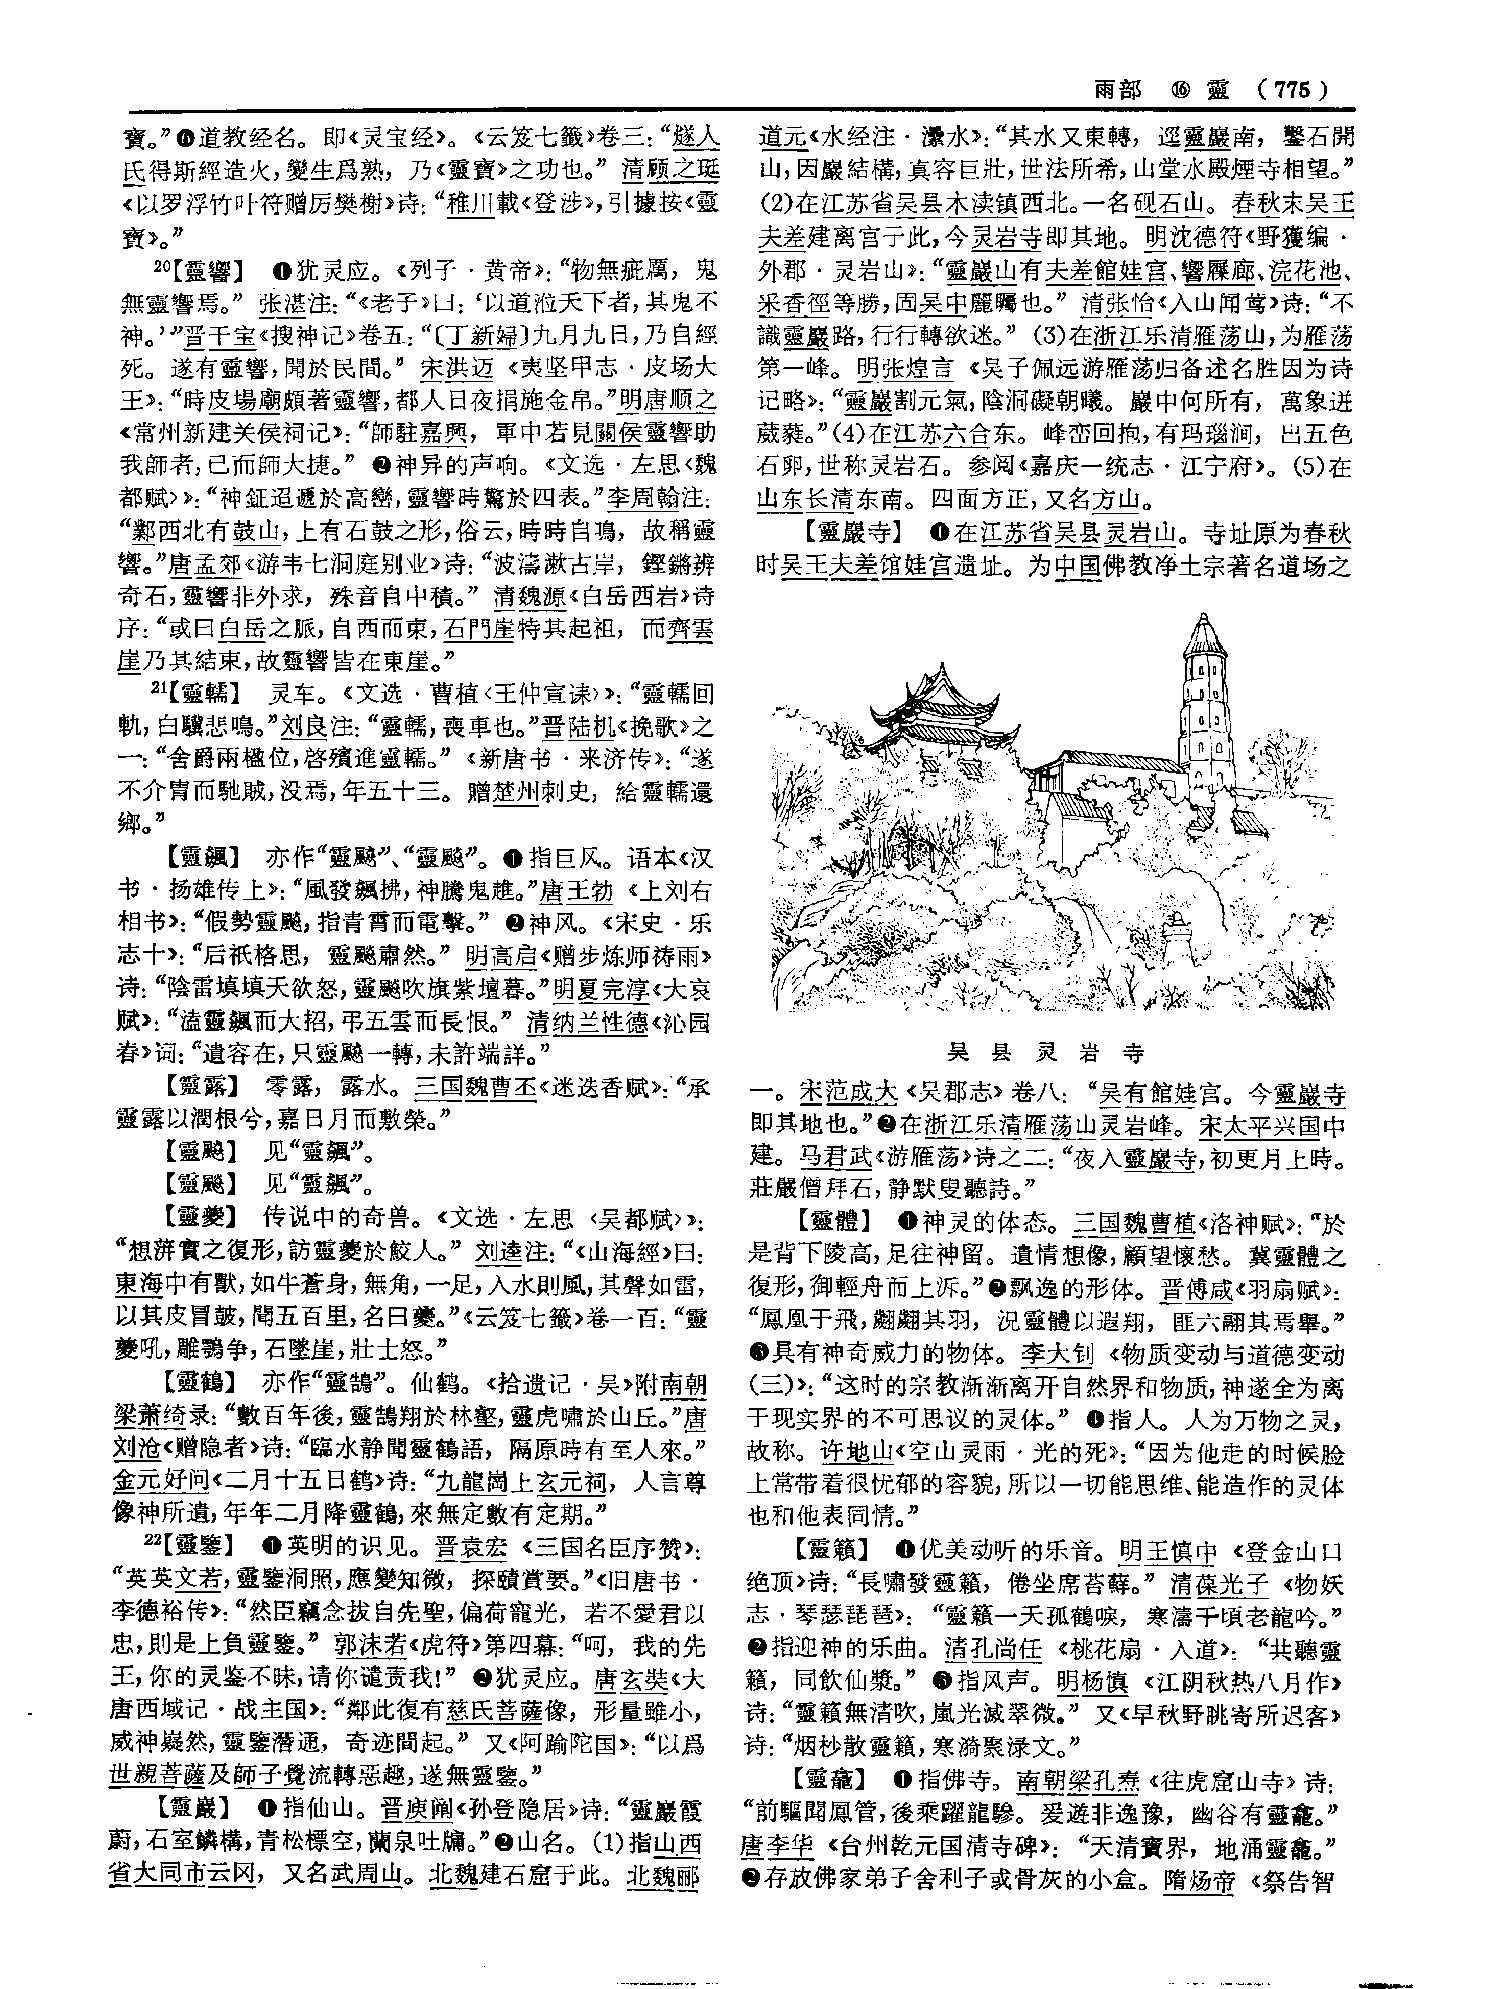 雨部 ⑯ 靈 (775)
寶。”❻道教经名。即《灵宝经》。《云笈七籤》卷三：“燧人
氏得斯經造火，變生爲熟，乃《靈寶》之功也。” 清顾之珽
《以罗浮竹叶符赠厉樊榭》诗：“稚川載《登涉》，引據按《靈
寶》。”
20【靈響】 ❶犹灵应。《列子·黄帝》：“物無疵厲，鬼
無靈響焉。” 张湛注：“《老子》曰：‘以道涖天下者，其鬼不
神。’”晋干宝《搜神记》卷五：“〔丁新婦〕九月九日，乃自經
死。遂有靈響，聞於民間。” 宋洪迈《夷坚甲志·皮场大
王》：“時皮場廟頗著靈響，都人日夜捐施金帛。”明唐顺之
《常州新建关侯祠记》：“師駐嘉興，軍中若見關侯靈響助
我師者，已而師大捷。” ❷神异的声响。《文选·左思〈魏
都赋〉》：“神鉦迢遞於高巒，靈響時驚於四表。”李周翰注：
“鄴西北有鼓山，上有石鼓之形，俗云，時時自鳴，故稱靈
響。”唐孟郊《游韦七洞庭别业》诗：“波濤漱古岸，鏗鏘辨
奇石，靈響非外求，殊音自中積。” 清魏源《白岳西岩》诗
序：“或曰白岳之脈，自西而東，石門崖特其起祖，而齊雲
崖乃其結束，故靈響皆在東崖。”
21【靈轜】 灵车。《文选·曹植〈王仲宣诔〉》：“靈轜回
軌，白驥悲鳴。”刘良注：“靈轜，喪車也。”晋陆机《挽歌》之
一：“舍爵兩楹位，啓殯進靈轜。” 《新唐书·来济传》：“遂
不介冑而馳賊，没焉，年五十三。赠楚州刺史，給靈轜還
鄉。”
【靈飆】 亦作“靈飈”、“靈飇”。❶指巨风。语本《汉
书·扬雄传上》：“風發飆拂，神騰鬼趡。”唐王勃《上刘右
相书》：“假勢靈飈，指青霄而電擊。” ❷神风。《宋史·乐
志十》：“后祇格思，靈飈肅然。” 明高启《赠步炼师祷雨》
诗：“陰雷填填天欲怒，靈飈吹旗紫壇暮。”明夏完淳《大哀
赋》：“溘靈飆而大招，弔五雲而長恨。” 清纳兰性德《沁园
春》词：“遺容在，只靈飈一轉，未許端詳。”
【靈露】 零露，露水。三国魏曹丕《迷迭香赋》：“承
靈露以潤根兮，嘉日月而敷榮。”
【靈飈】 见“靈飆”。
【靈飇】 见“靈飆”。
【靈夔】 传说中的奇兽。《文选·左思〈吴都赋〉》：
“想蓱實之復形，訪靈夔於鮫人。” 刘逵注：“《山海經》曰：
東海中有獸，如牛蒼身，無角，一足，入水則風，其聲如雷，
以其皮冒鼓，聞五百里，名曰夔。”《云笈七籤》卷一百：“靈
夔吼，雕鶚争，石墜崖，壯士怒。”
【靈鶴】 亦作“靈鵠”。仙鹤。《拾遗记·吴》附南朝
梁萧绮录：“數百年後，靈鵠翔於林壑，靈虎嘯於山丘。”唐
刘沧《赠隐者》诗：“臨水静聞靈鶴語，隔原時有至人來。”
金元好问《二月十五日鹤》诗：“九龍崗上玄元祠，人言尊
像神所遺，年年二月降靈鶴，來無定數有定期。”
22【靈鑒】 ❶英明的识见。晋袁宏《三国名臣序赞》：
“英英文若，靈鑒洞照，應變知微，探賾賞要。”《旧唐书·
李德裕传》：“然臣竊念拔自先聖，偏荷寵光，若不愛君以
忠，則是上負靈鑒。” 郭沫若《虎符》第四幕：“呵，我的先
王，你的灵鉴不昧，请你谴责我！” ❷犹灵应。唐玄奘《大
唐西域记·战主国》：“鄰此復有慈氏菩薩像，形量雖小，
威神嶷然，靈鑒潛通，奇迹間起。” 又《阿踰陀国》：“以爲
世親菩薩及師子覺流轉惡趣，遂無靈鑒。”
【靈巖】 ❶指仙山。晋庾阐《孙登隐居》诗：“靈巖霞
蔚，石室鱗構，青松標空，蘭泉吐牖。”❷山名。(1)指山西
省大同市云冈，又名武周山。北魏建石窟于此。北魏郦
道元《水经注·㶟水》：“其水又東轉，逕靈巖南，鑿石開
山，因巖結構，真容巨壯，世法所希，山堂水殿煙寺相望。”
(2)在江苏省吴县木渎镇西北。一名砚石山。春秋末吴王
夫差建离宫于此，今灵岩寺即其地。明沈德符《野獲编·
外郡·灵岩山》：“靈巖山有夫差館娃宫、響屧廊、浣花池、
采香徑等勝，固吴中麗矚也。” 清张怡《入山闻莺》诗：“不
識靈巖路，行行轉欲迷。” (3)在浙江乐清雁荡山，为雁荡
第一峰。明张煌言《吴子佩远游雁荡归备述名胜因为诗
记略》：“靈巖割元氣，陰洞礙朝曦。巖中何所有，萬象迸
葳蕤。”(4)在江苏六合东。峰峦回抱，有玛瑙涧，出五色
石卵，世称灵岩石。参阅《嘉庆一统志·江宁府》。(5)在
山东长清东南。四面方正，又名方山。
【靈巖寺】 ❶在江苏省吴县灵岩山。寺址原为春秋
时吴王夫差馆娃宫遗址。为中国佛教净土宗著名道场之
吴县灵岩寺
一。宋范成大《吴郡志》卷八：“吴有館娃宫。今靈巖寺
即其地也。”❷在浙江乐清雁荡山灵岩峰。宋太平兴国中
建。马君武《游雁荡》诗之二：“夜入靈巖寺，初更月上時。
莊嚴僧拜石，静默叟聽詩。”
【靈體】 ❶神灵的体态。三国魏曹植《洛神赋》：“於
是背下陵高，足往神留。遺情想像，顧望懷愁。冀靈體之
復形，御輕舟而上泝。”❷飘逸的形体。晋傅咸《羽扇赋》：
“鳳凰于飛，翽翽其羽，況靈體以遐翔，匪六翮其焉舉。”
❸具有神奇威力的物体。李大钊《物质变动与道德变动
(三)》：“这时的宗教渐渐离开自然界和物质，神遂全为离
于现实界的不可思议的灵体。” ❹指人。人为万物之灵，
故称。许地山《空山灵雨·光的死》：“因为他走的时候脸
上常带着很忧郁的容貌，所以一切能思维、能造作的灵体
也和他表同情。”
【靈籟】 ❶优美动听的乐音。明王慎中《登金山口
绝顶》诗：“長嘯發靈籟，倦坐席苔蘚。” 清葆光子《物妖
志·琴瑟琵琶》：“靈籟一天孤鶴唳，寒濤千頃老龍吟。”
❷指迎神的乐曲。清孔尚任《桃花扇·入道》：“共聽靈
籟，同飲仙漿。” ❸指风声。明杨慎《江阴秋热八月作》
诗：“靈籟無清吹，嵐光滅翠微。” 又《早秋野眺寄所迟客》
诗：“烟杪散靈籟，寒漪聚渌文。”
【靈龕】 ❶指佛寺。南朝梁孔焘《往虎窟山寺》诗：
“前驅聞鳳管，後乘躍龍驂。爰遊非逸豫，幽谷有靈龕。”
唐李华《台州乾元国清寺碑》：“天清寶界，地涌靈龕。”
❷存放佛家弟子舍利子或骨灰的小盒。隋炀帝《祭告智